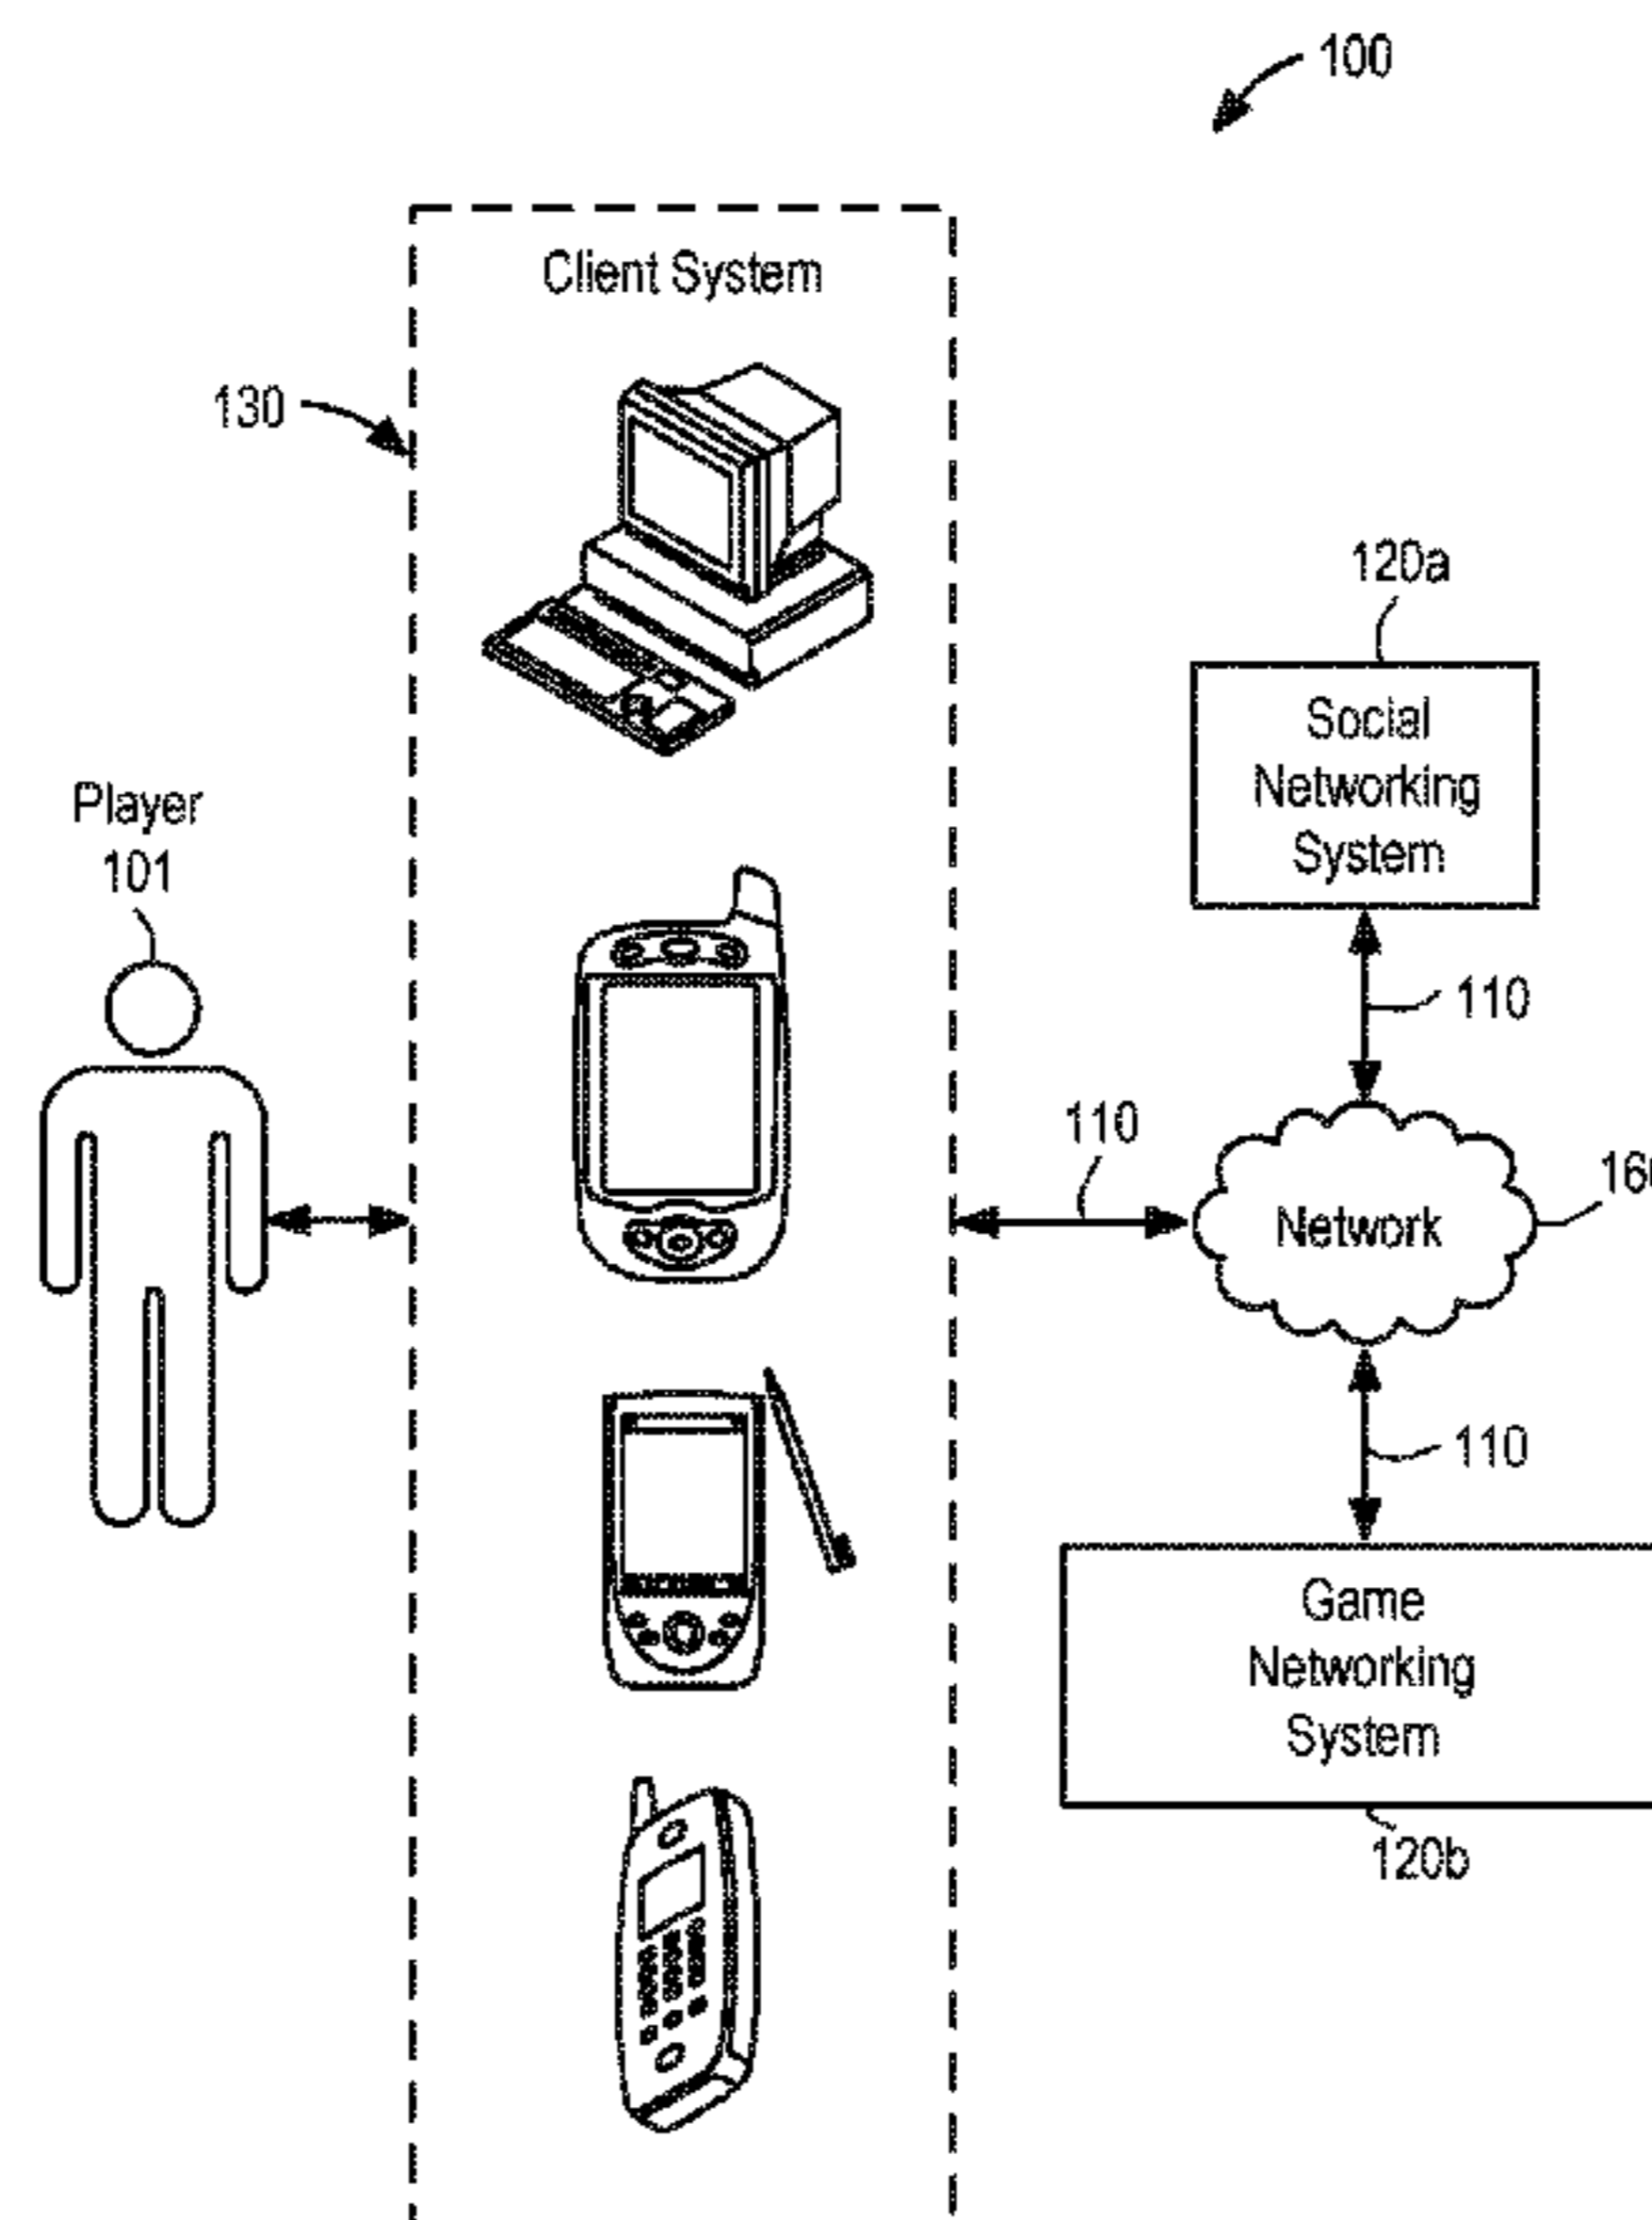 100
Client System
130
120a
Social
Networking
System
Player
101
110
110
Network
110
Game
Networking
System
120b